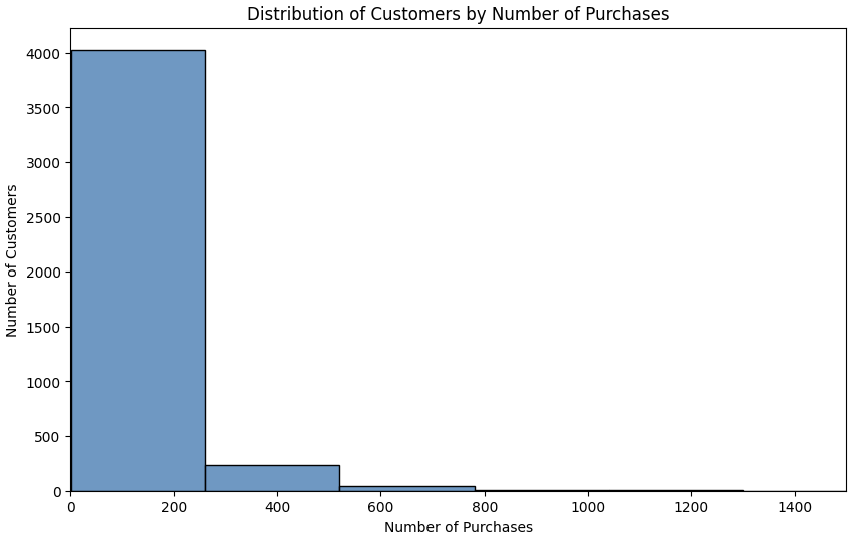 Distribution of Customers by Number of Purchases
Number of Customers
4000
3500
3000
2500
2000
1500
1000
500
0
0 200 400 600 800 1000 1200 1400
Number of Purchases